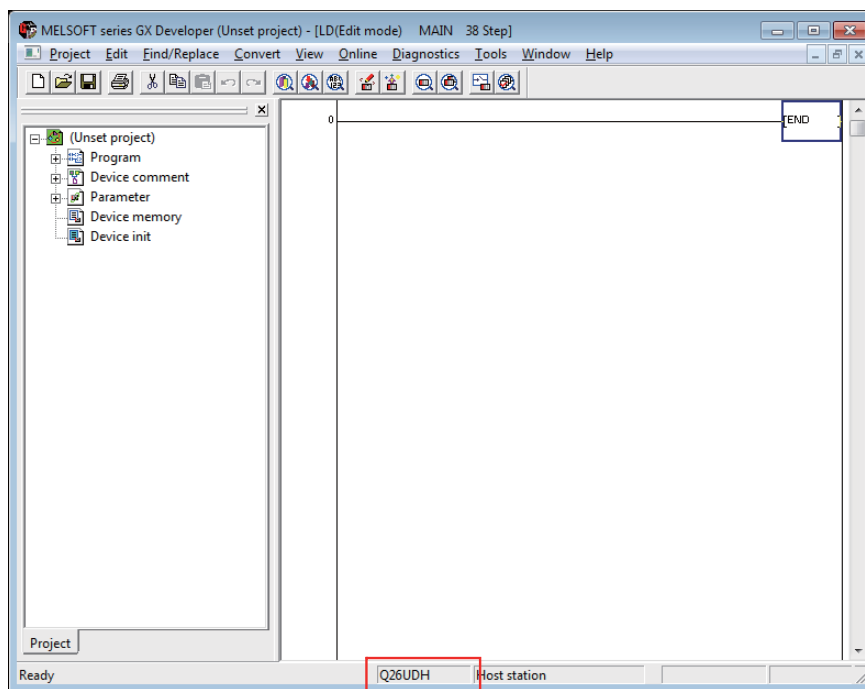 MELSOFT series GX Developer (Unset project) - [LD(Edit mode)    MAIN    38 Step]
Project Edit Find/Replace Convert View Online Diagnostics Tools Window Help
0
[END ]
(Unset project)
Program
Device comment
Parameter
Device memory
Device init
Project
Ready Q26UDH Host station